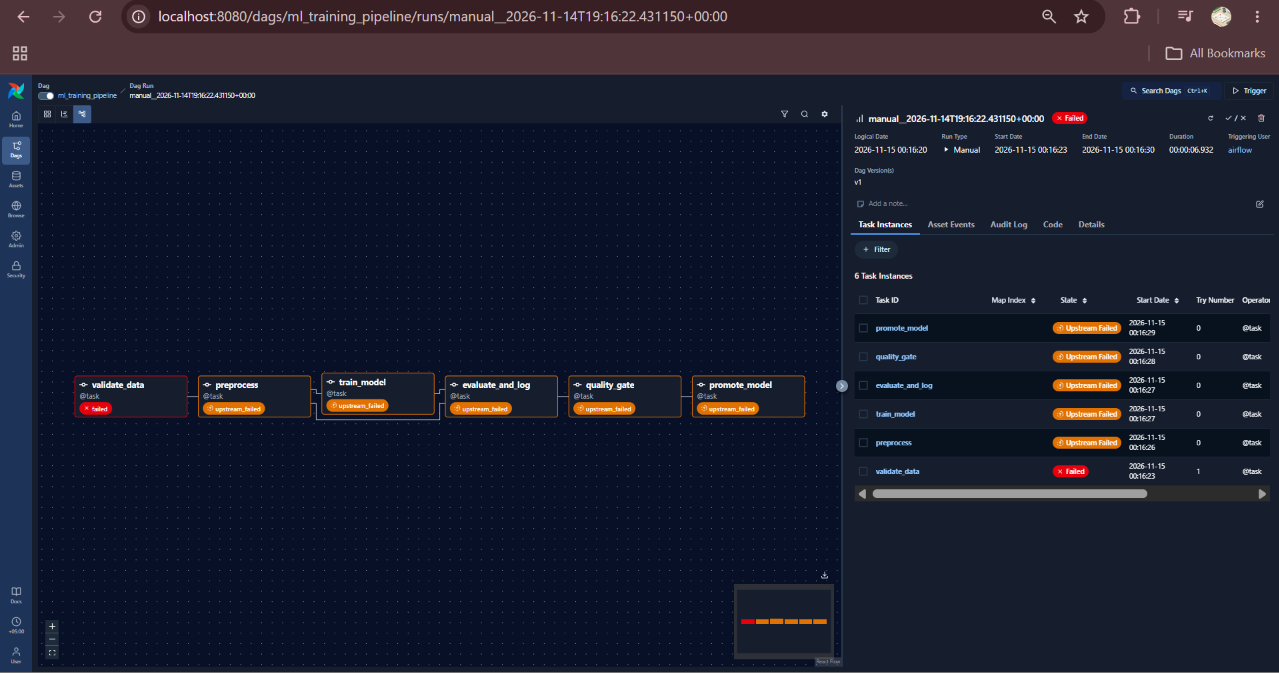 localhost:8080/dags/ml_training_pipeline/runs/manual__2026-11-14T19:16:22.431150+00:00
All Bookmarks
Dag
ml_training_pipeline
/
Dag Run
manual__2026-11-14T19:16:22.431150+00:00
Search Dags Ctrl+K
Trigger
Home
Dags
Assets
Browse
Admin
Security
Docs
+05:00
User
validate_data
@task
failed
preprocess
@task
upstream_failed
train_model
@task
upstream_failed
evaluate_and_log
@task
upstream_failed
quality_gate
@task
upstream_failed
promote_model
@task
upstream_failed
React Flow
manual__2026-11-14T19:16:22.431150+00:00 Failed
Logical Date Run Type Start Date End Date Duration Triggering User
2026-11-15 00:16:20 Manual 2026-11-15 00:16:23 2026-11-15 00:16:30 00:00:06.932 airflow
Dag Version(s)
v1
Add a note...
Task Instances Asset Events Audit Log Code Details
+ Filter
6 Task Instances
Task ID Map Index State Start Date Try Number Operator
promote_model Upstream Failed 2026-11-15 00:16:29 0 @task
quality_gate Upstream Failed 2026-11-15 00:16:28 0 @task
evaluate_and_log Upstream Failed 2026-11-15 00:16:27 0 @task
train_model Upstream Failed 2026-11-15 00:16:27 0 @task
preprocess Upstream Failed 2026-11-15 00:16:26 0 @task
validate_data Failed 2026-11-15 00:16:23 1 @task